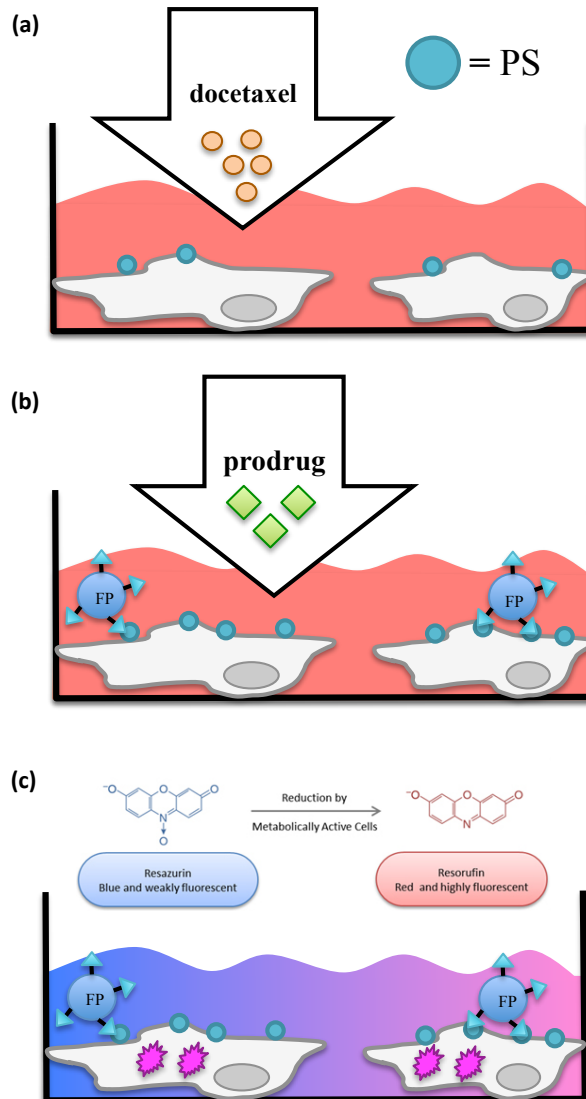 (a)
docetaxel
= PS
(b)
prodrug
FP
FP
(c)
⁻O
O
O
N
O
Reduction by
Metabolically Active Cells
⁻O
O
O
N
Resazurin
Blue and weakly fluorescent
Resorufin
Red and highly fluorescent
FP
FP